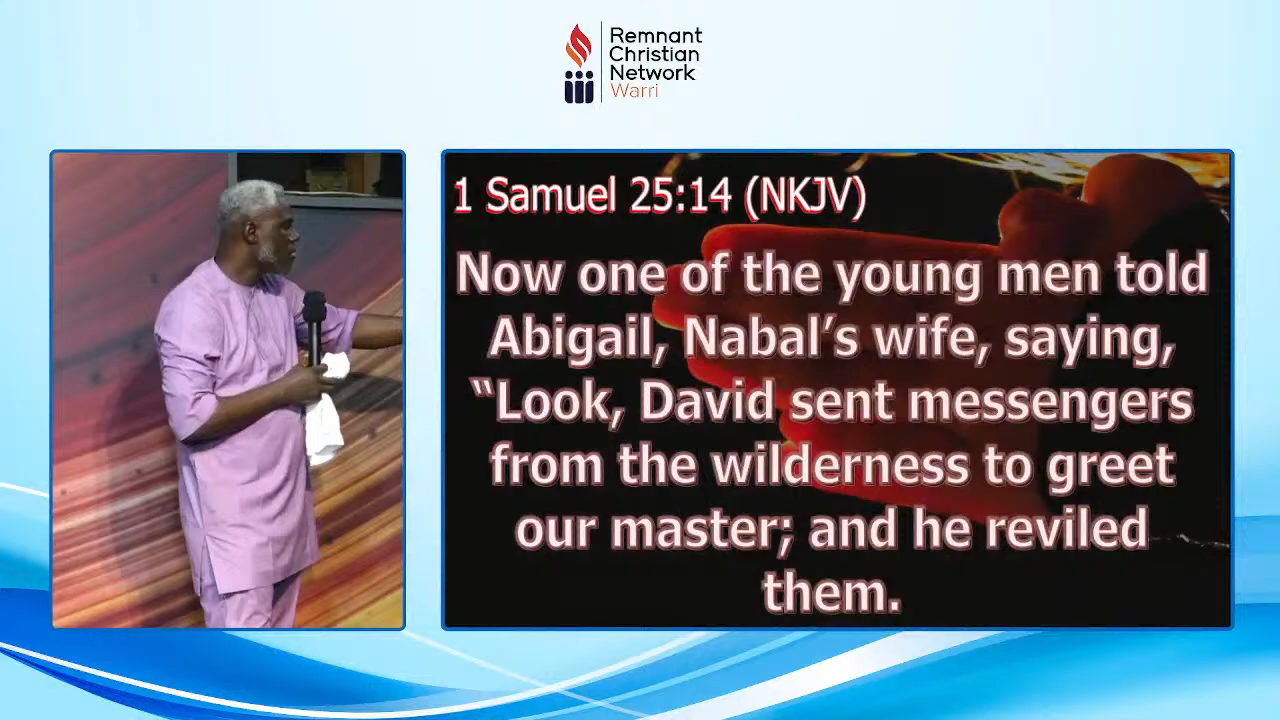 Remnant
Christian
Network
Warri
1 Samuel 25:14 (NKJV)
Now one of the young men told
Abigail, Nabal’s wife, saying,
“Look, David sent messengers
from the wilderness to greet
our master; and he reviled
them.